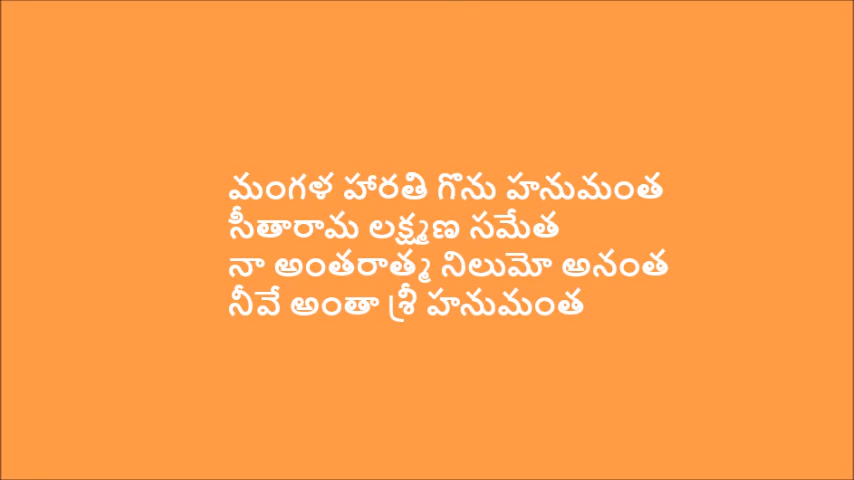 మంగళ హారతి గొను హనుమంత
సీతారామ లక్ష్మణ సమేత
నా అంతరాత్మ నిలుమో అనంత
నీవే అంతా శ్రీ హనుమంత